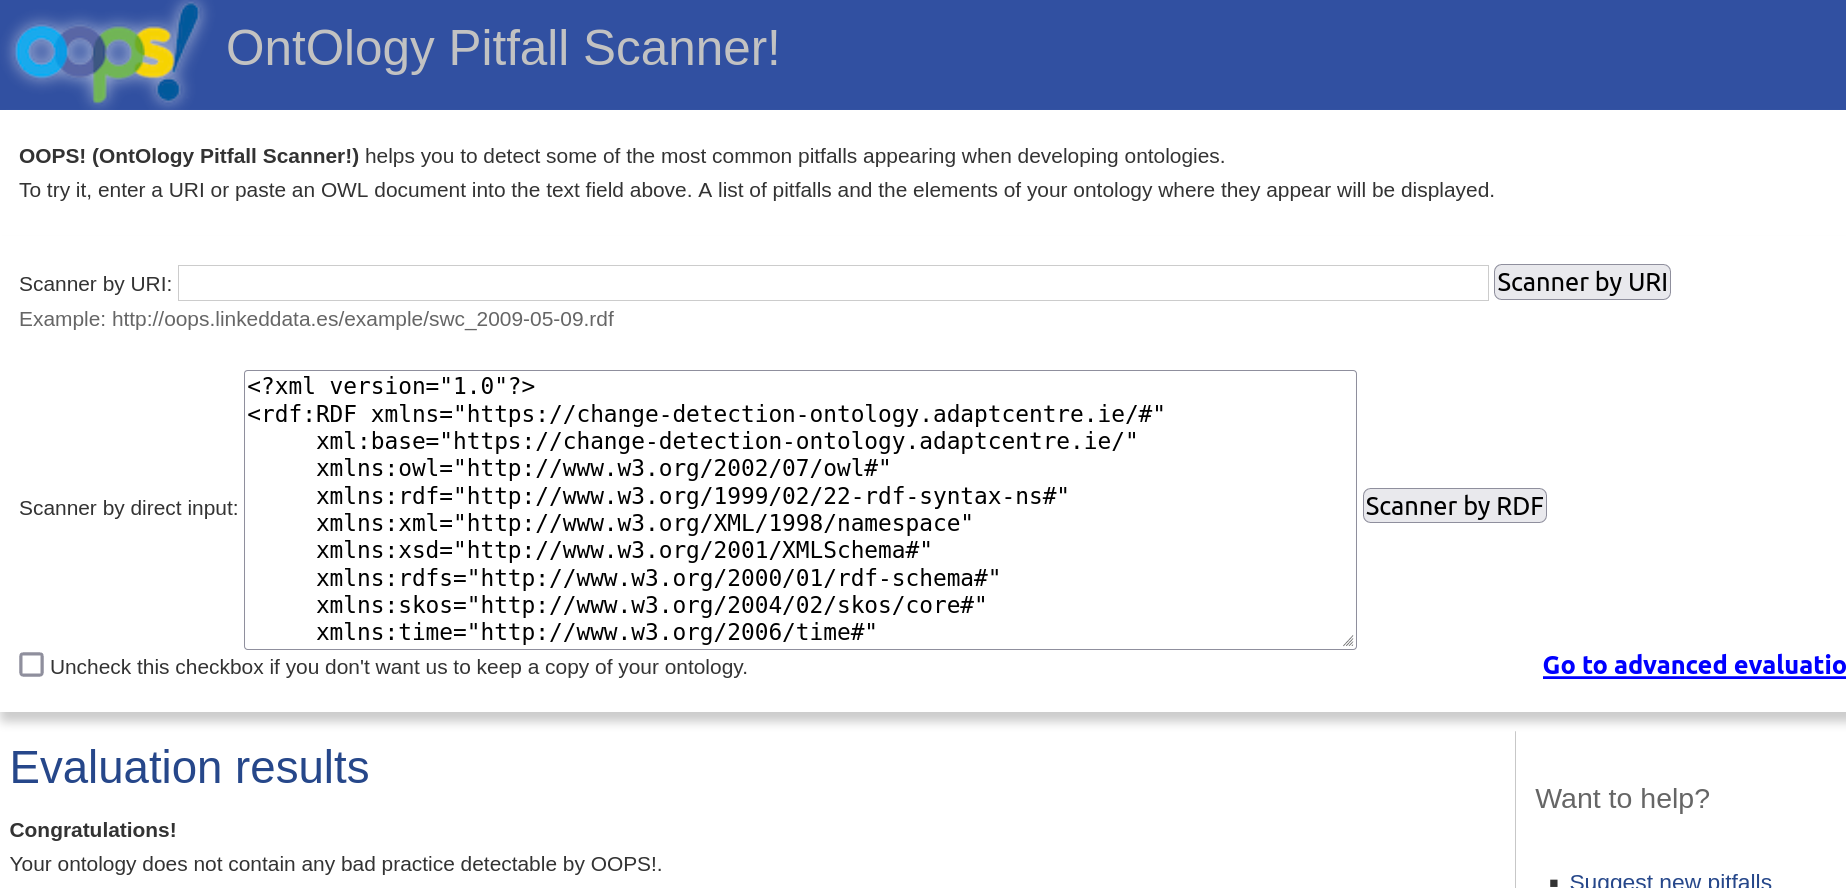 oops! OntOlogy Pitfall Scanner!
OOPS! (OntOlogy Pitfall Scanner!) helps you to detect some of the most common pitfalls appearing when developing ontologies.
To try it, enter a URI or paste an OWL document into the text field above. A list of pitfalls and the elements of your ontology where they appear will be displayed.
Scanner by URI: Scanner by URI
Example: http://oops.linkeddata.es/example/swc_2009-05-09.rdf
<?xml version="1.0"?>
<rdf:RDF xmlns="https://change-detection-ontology.adaptcentre.ie/#"
xml:base="https://change-detection-ontology.adaptcentre.ie/"
xmlns:owl="http://www.w3.org/2002/07/owl#"
xmlns:rdf="http://www.w3.org/1999/02/22-rdf-syntax-ns#"
Scanner by direct input: Scanner by RDF
xmlns:xml="http://www.w3.org/XML/1998/namespace"
xmlns:xsd="http://www.w3.org/2001/XMLSchema#"
xmlns:rdfs="http://www.w3.org/2000/01/rdf-schema#"
xmlns:skos="http://www.w3.org/2004/02/skos/core#"
xmlns:time="http://www.w3.org/2006/time#"
Uncheck this checkbox if you don't want us to keep a copy of your ontology.
Go to advanced evaluatio
Evaluation results
Want to help?
Congratulations!
Your ontology does not contain any bad practice detectable by OOPS!.
Suggest new pitfalls